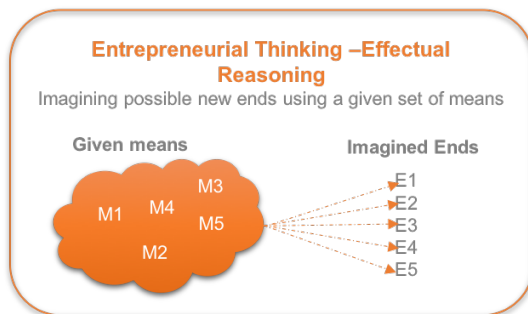 Entrepreneurial Thinking –Effectual
Reasoning
Imagining possible new ends using a given set of means
Given means
Imagined Ends
M1
M4
M3
M5
M2
E1
E2
E3
E4
E5